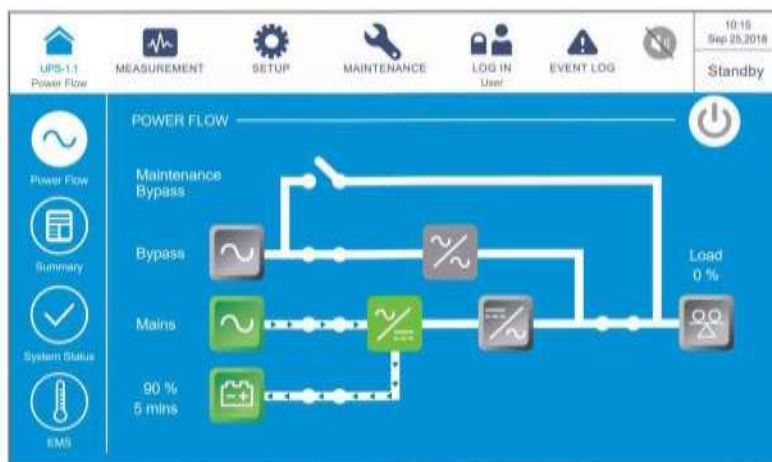 10:15
Sep 25,2018
UPS-1.1
Power Flow
MEASUREMENT
SETUP
MAINTENANCE
LOG IN
User
EVENT LOG
Standby
POWER FLOW
Power Flow
Maintenance
Bypass
Summary
Bypass
Load
0 %
Mains
System Status
90 %
5 mins
EMS